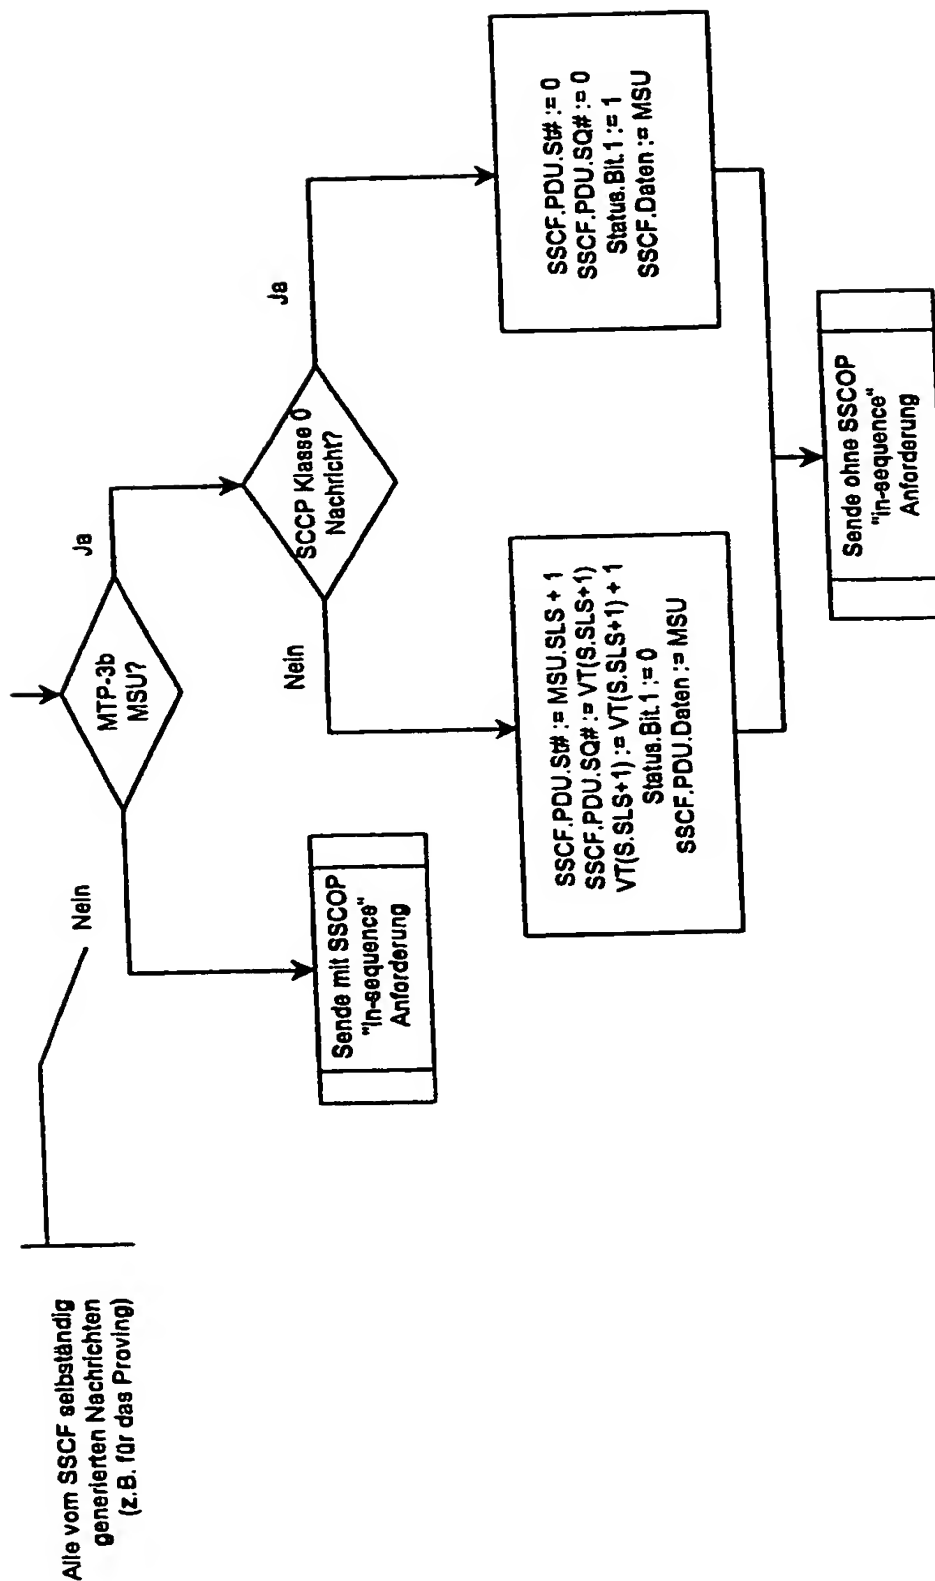 Alle vom SSCF selbständig
generierten Nachrichten
(z.B. für das Proving)
Nein
MTP-3b
MSU?
Ja
Sende mit SSCOP
"in-sequence"
Anforderung
SCCP Klasse 0
Nachricht?
Nein
Ja
SSCF.PDU.St# := MSU.SLS + 1
SSCF.PDU.SQ# := VT(S.SLS+1)
VT(S.SLS+1) := VT(S.SLS+1) + 1
Status.Bit.1 := 0
SSCF.PDU.Daten := MSU
SSCF.PDU.St# := 0
SSCF.PDU.SQ# := 0
Status.Bit.1 := 1
SSCF.Daten := MSU
Sende ohne SSCOP
"in-sequence"
Anforderung